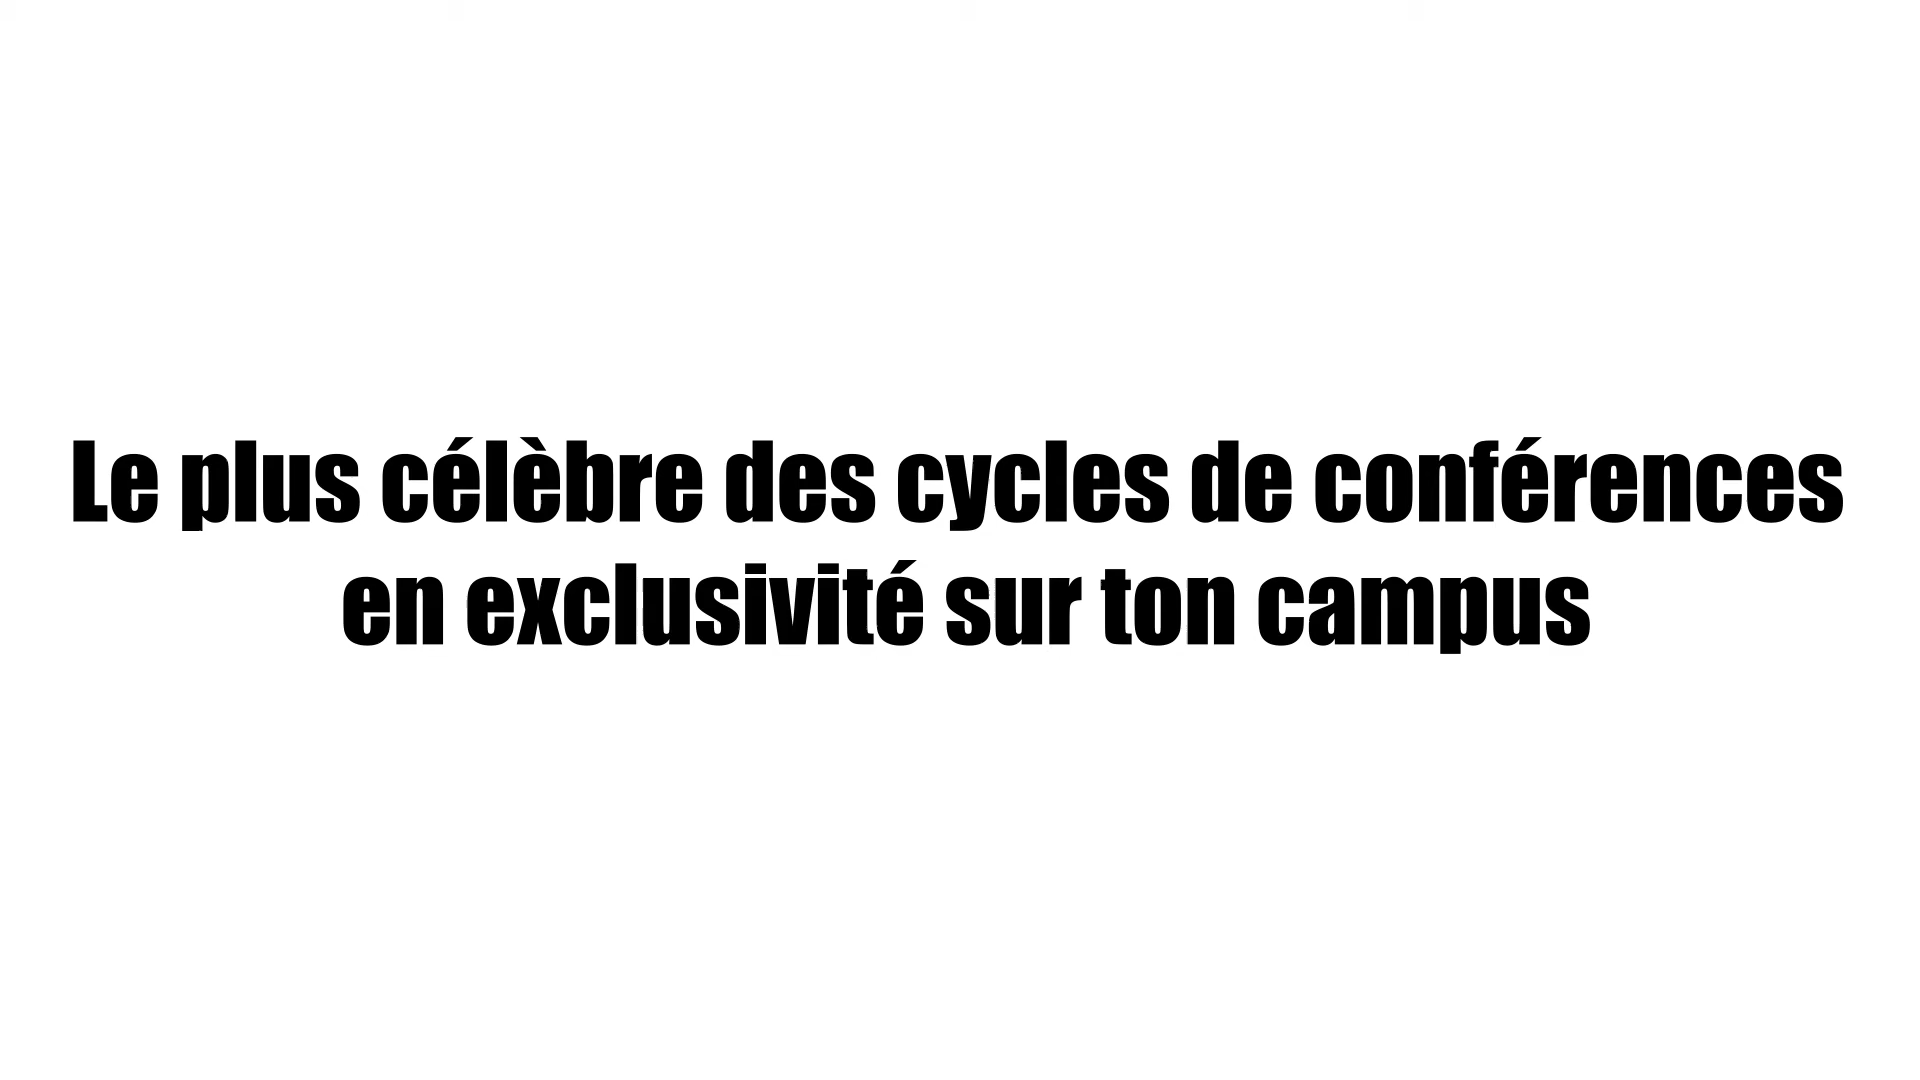 Le plus célèbre des cycles de conférences
en exclusivité sur ton campus